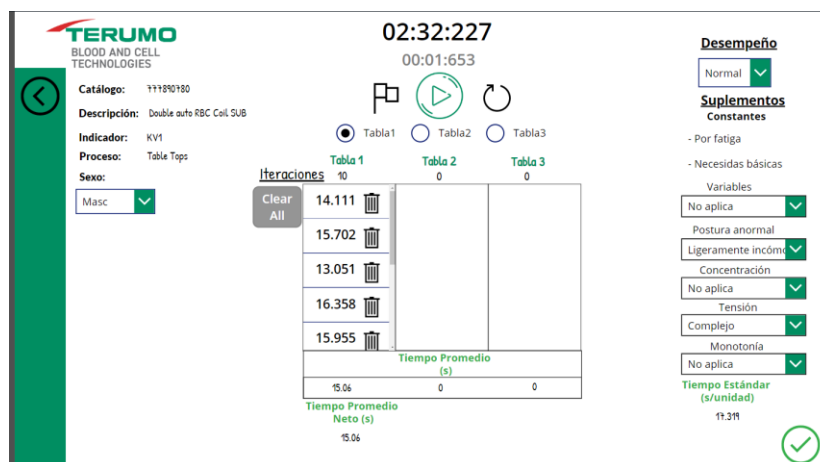 TERUMO
BLOOD AND CELL
TECHNOLOGIES
02:32:227
00:01:653
Catálogo: 777890780
Descripción: Double auto RBC Coil SUB
Indicador: KV1
Proceso: Table Tops
Sexo:
Masc
Tabla1 Tabla2 Tabla3
Iteraciones
Tabla 1 Tabla 2 Tabla 3
10 0 0
Clear
All
14.111
15.702
13.051
16.358
15.955
Tiempo Promedio
(s)
15.06 0 0
Tiempo Promedio
Neto (s)
15.06
Desempeño
Normal
Suplementos
Constantes
- Por fatiga
- Necesidas básicas
Variables
No aplica
Postura anormal
Ligeramente incómo
Concentración
No aplica
Tensión
Complejo
Monotonía
No aplica
Tiempo Estándar
(s/unidad)
17.319